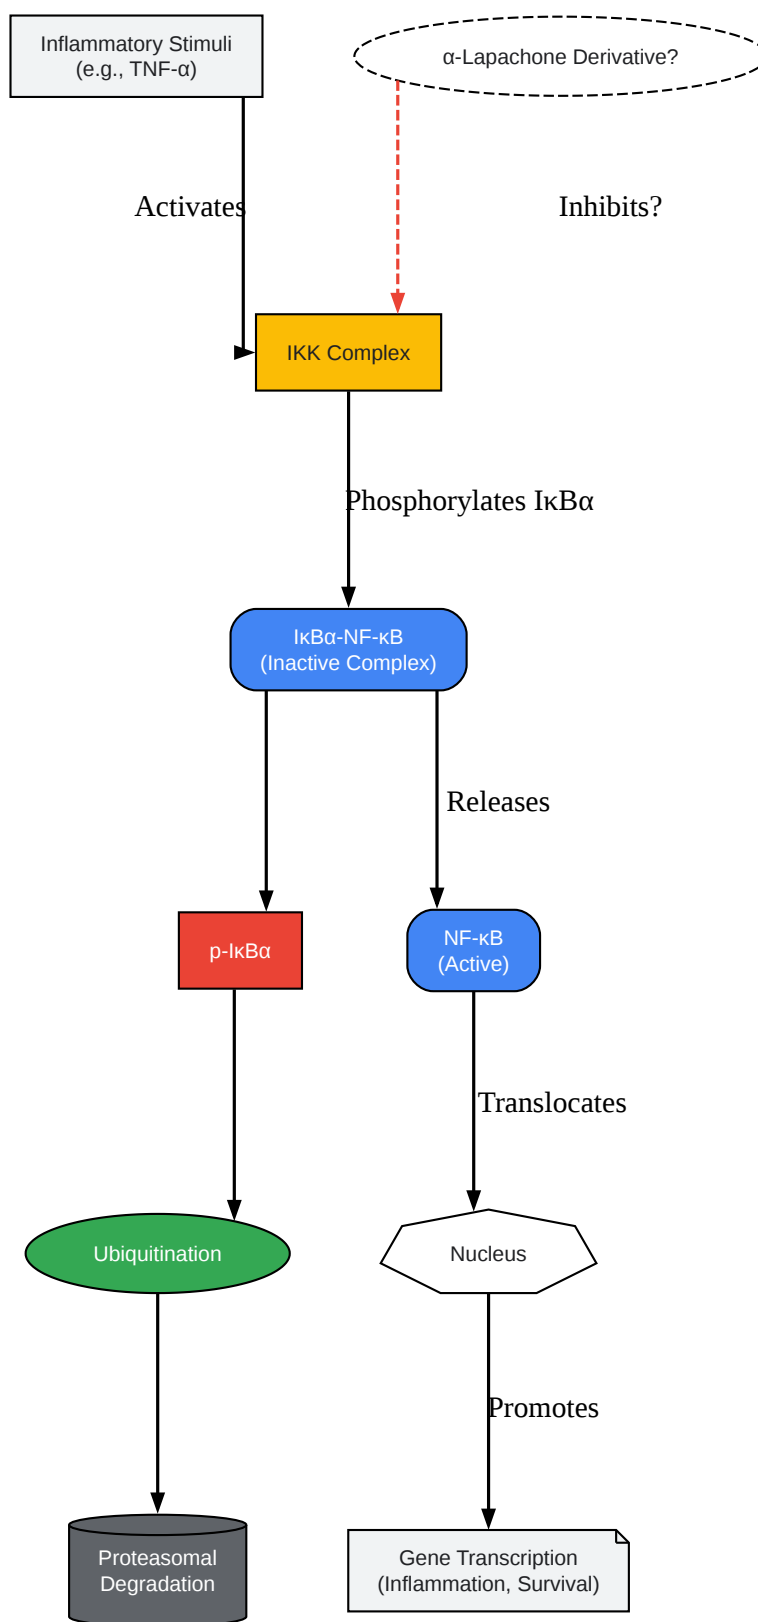 Inflammatory Stimuli
(e.g., TNF-α)
α-Lapachone Derivative?
Activates
Inhibits?
IKK Complex
Phosphorylates IκBα
IκBα-NF-κB
(Inactive Complex)
Releases
p-IκBα
NF-κB
(Active)
Translocates
Ubiquitination
Nucleus
Promotes
Proteasomal
Degradation
Gene Transcription
(Inflammation, Survival)